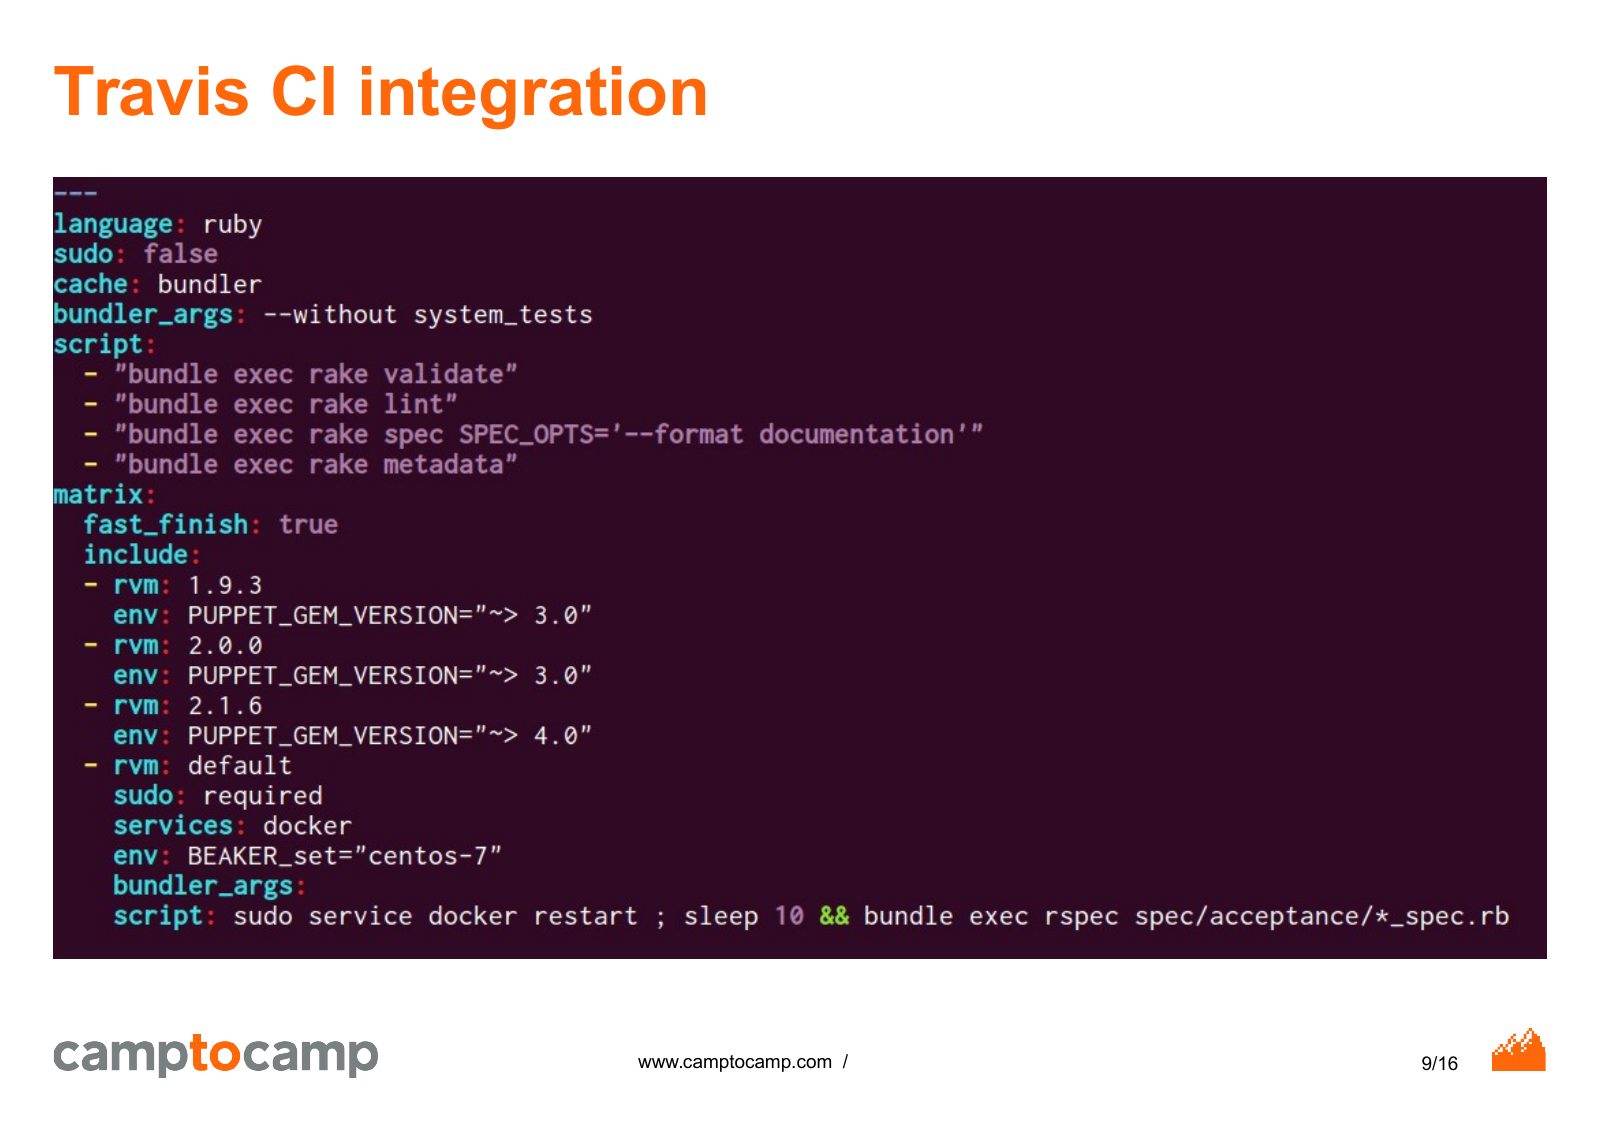 Travis CI integration
---
language: ruby
sudo: false
cache: bundler
bundler_args: --without system_tests
script:
  - "bundle exec rake validate"
  - "bundle exec rake lint"
  - "bundle exec rake spec SPEC_OPTS='--format documentation'"
  - "bundle exec rake metadata"
matrix:
  fast_finish: true
  include:
  - rvm: 1.9.3
    env: PUPPET_GEM_VERSION="~> 3.0"
  - rvm: 2.0.0
    env: PUPPET_GEM_VERSION="~> 3.0"
  - rvm: 2.1.6
    env: PUPPET_GEM_VERSION="~> 4.0"
  - rvm: default
    sudo: required
    services: docker
    env: BEAKER_set="centos-7"
    bundler_args:
    script: sudo service docker restart ; sleep 10 && bundle exec rspec spec/acceptance/*_spec.rb
camptocamp
www.camptocamp.com /
9/16